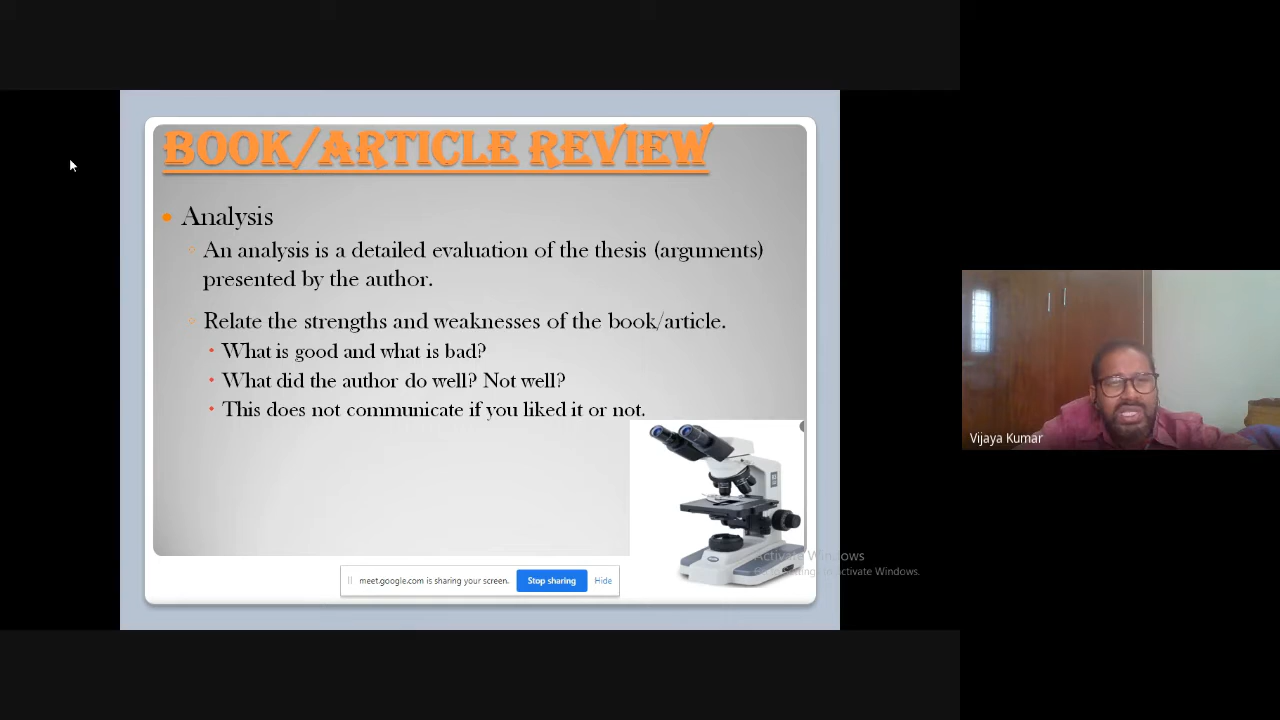 BOOK/ARTICLE REVIEW
Analysis
An analysis is a detailed evaluation of the thesis (arguments)
presented by the author.
Relate the strengths and weaknesses of the book/article.
What is good and what is bad?
What did the author do well? Not well?
This does not communicate if you liked it or not.
meet.google.com is sharing your screen.
Stop sharing
Hide
Activate Windows
Vijaya Kumar